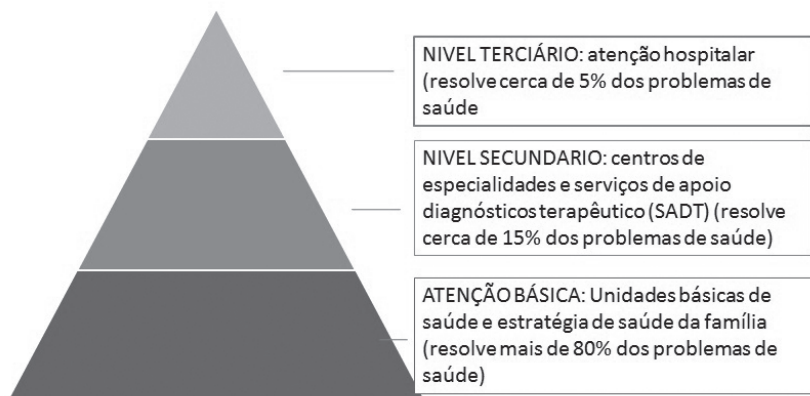 NIVEL TERCIÁRIO: atenção hospitalar
(resolve cerca de 5% dos problemas de
saúde
NIVEL SECUNDARIO: centros de
especialidades e serviços de apoio
diagnósticos terapêutico (SADT) (resolve
cerca de 15% dos problemas de saúde)
ATENÇÃO BÁSICA: Unidades básicas de
saúde e estratégia de saúde da família
(resolve mais de 80% dos problemas de
saúde)